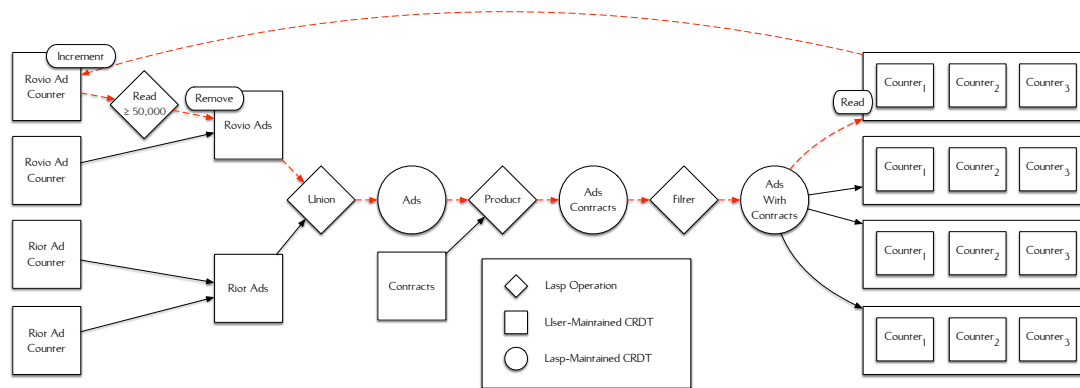 Increment
Rovio Ad
Counter
Read
≥ 50,000
Remove
Rovio Ads
Rovio Ad
Counter
Riot Ad
Counter
Riot Ads
Riot Ad
Counter
Union
Ads
Product
Contracts
Ads
Contracts
Filter
Ads
With
Contracts
Read
Counter1 Counter2 Counter3
Counter1 Counter2 Counter3
Counter1 Counter2 Counter3
Counter1 Counter2 Counter3
Lasp Operation
User-Maintained CRDT
Lasp-Maintained CRDT